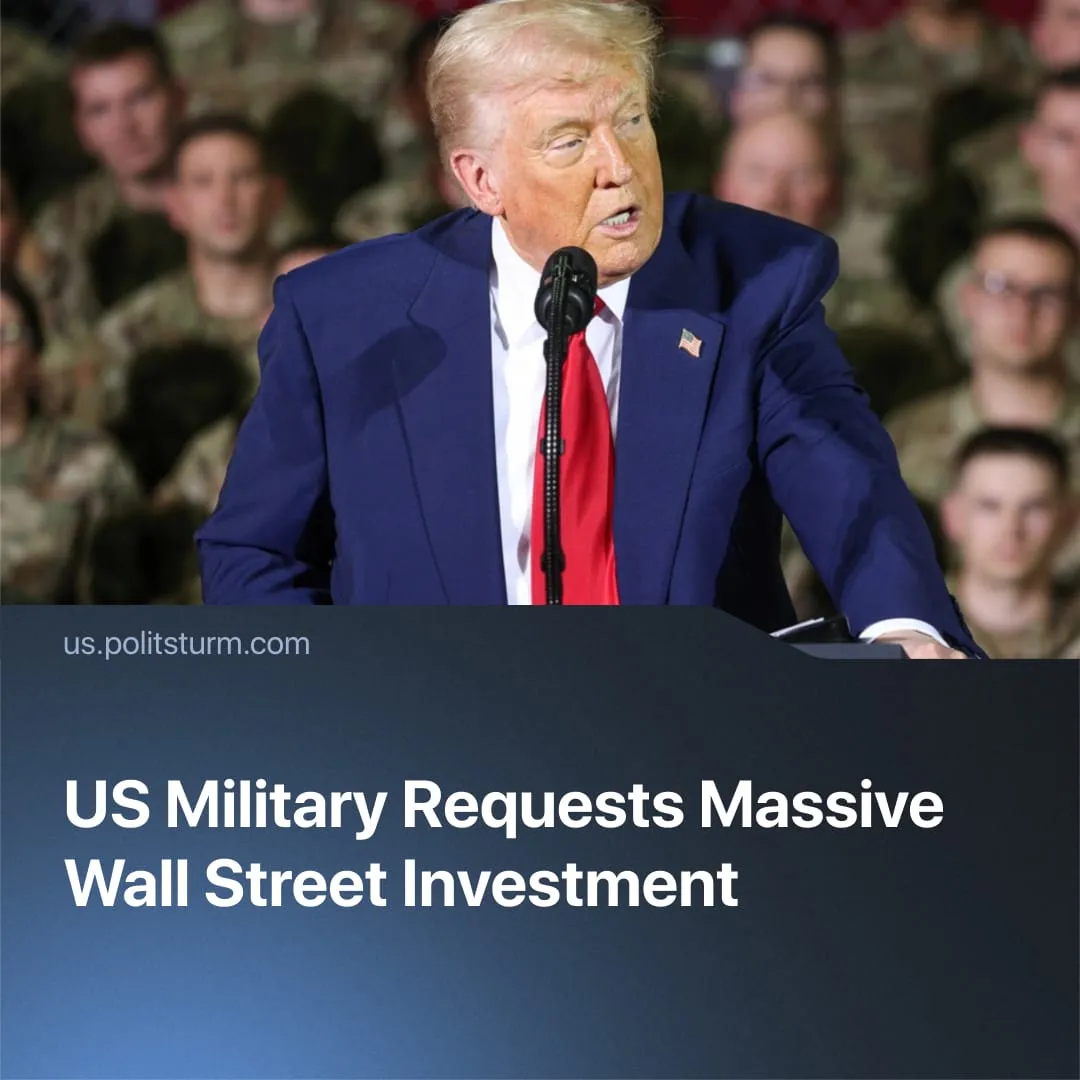 us.politsturm.com
US Military Requests Massive
Wall Street Investment